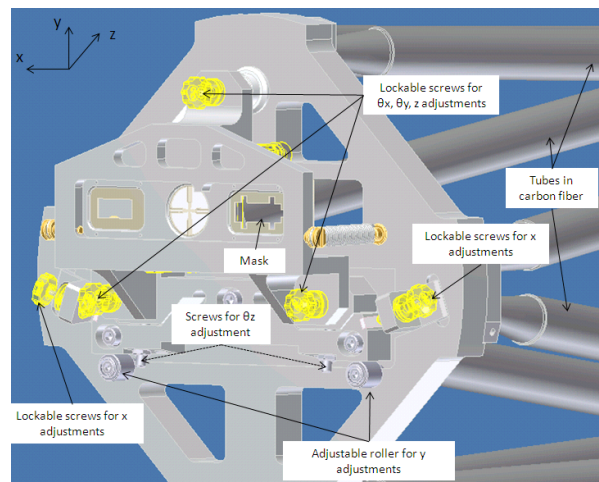 y
z
x
Lockable screws for
θx, θy, z adjustments
Tubes in
carbon fiber
Mask
Lockable screws for x
adjustments
Screws for θz
adjustment
Lockable screws for x
adjustments
Adjustable roller for y
adjustments